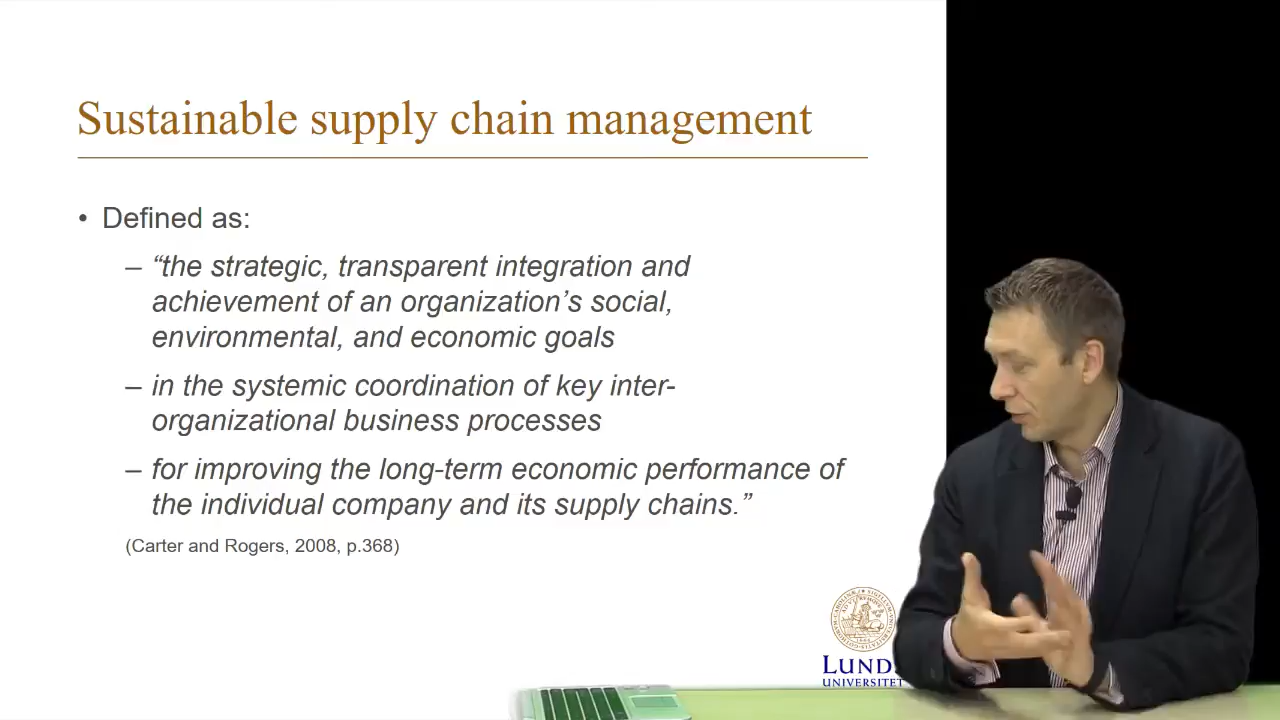 Sustainable supply chain management
• Defined as:
– “the strategic, transparent integration and
achievement of an organization’s social,
environmental, and economic goals
– in the systemic coordination of key inter-
organizational business processes
– for improving the long-term economic performance of
the individual company and its supply chains.”
(Carter and Rogers, 2008, p.368)
UNIVERSITET